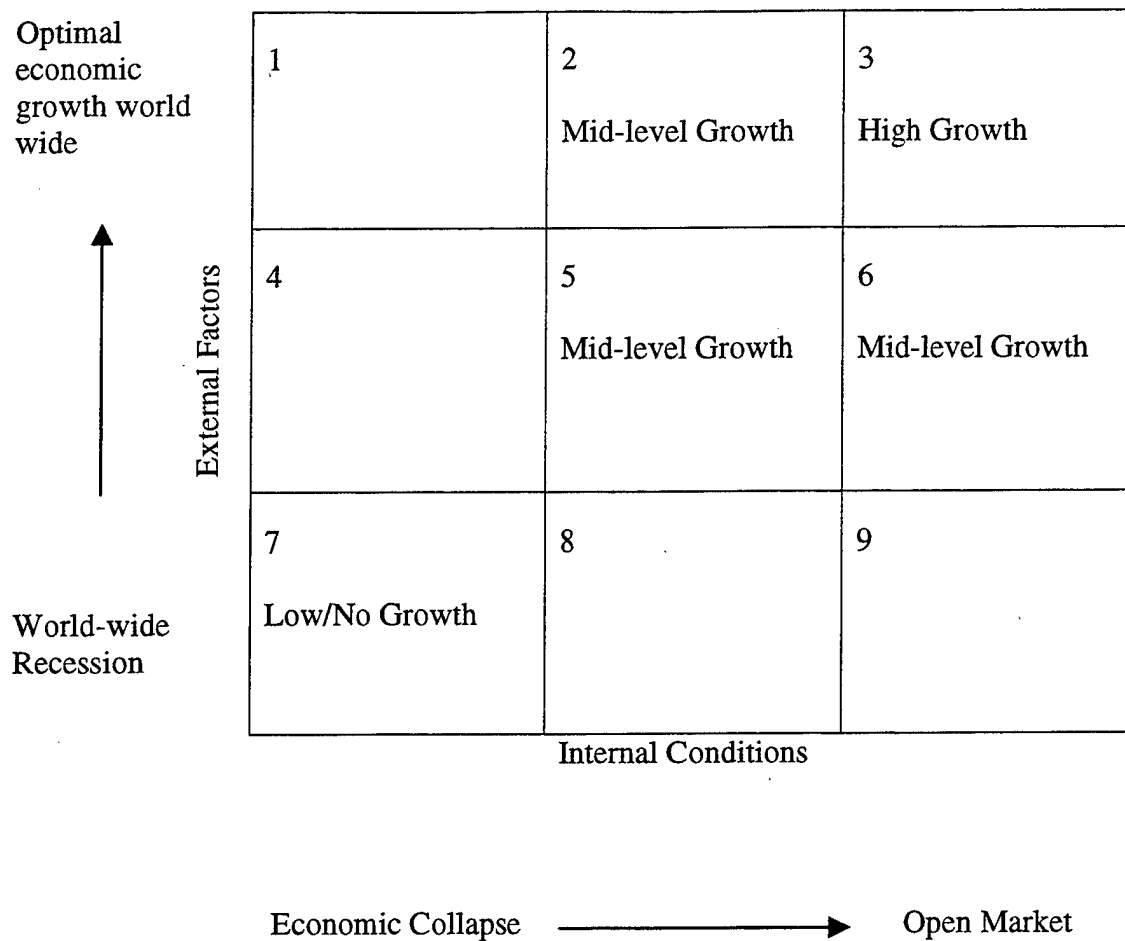 Optimal
economic
growth world
wide
1
2
3
Mid-level Growth
High Growth
External Factors
4
5
6
Mid-level Growth
Mid-level Growth
7
8
9
Low/No Growth
World-wide
Recession
Internal Conditions
Economic Collapse
Open Market